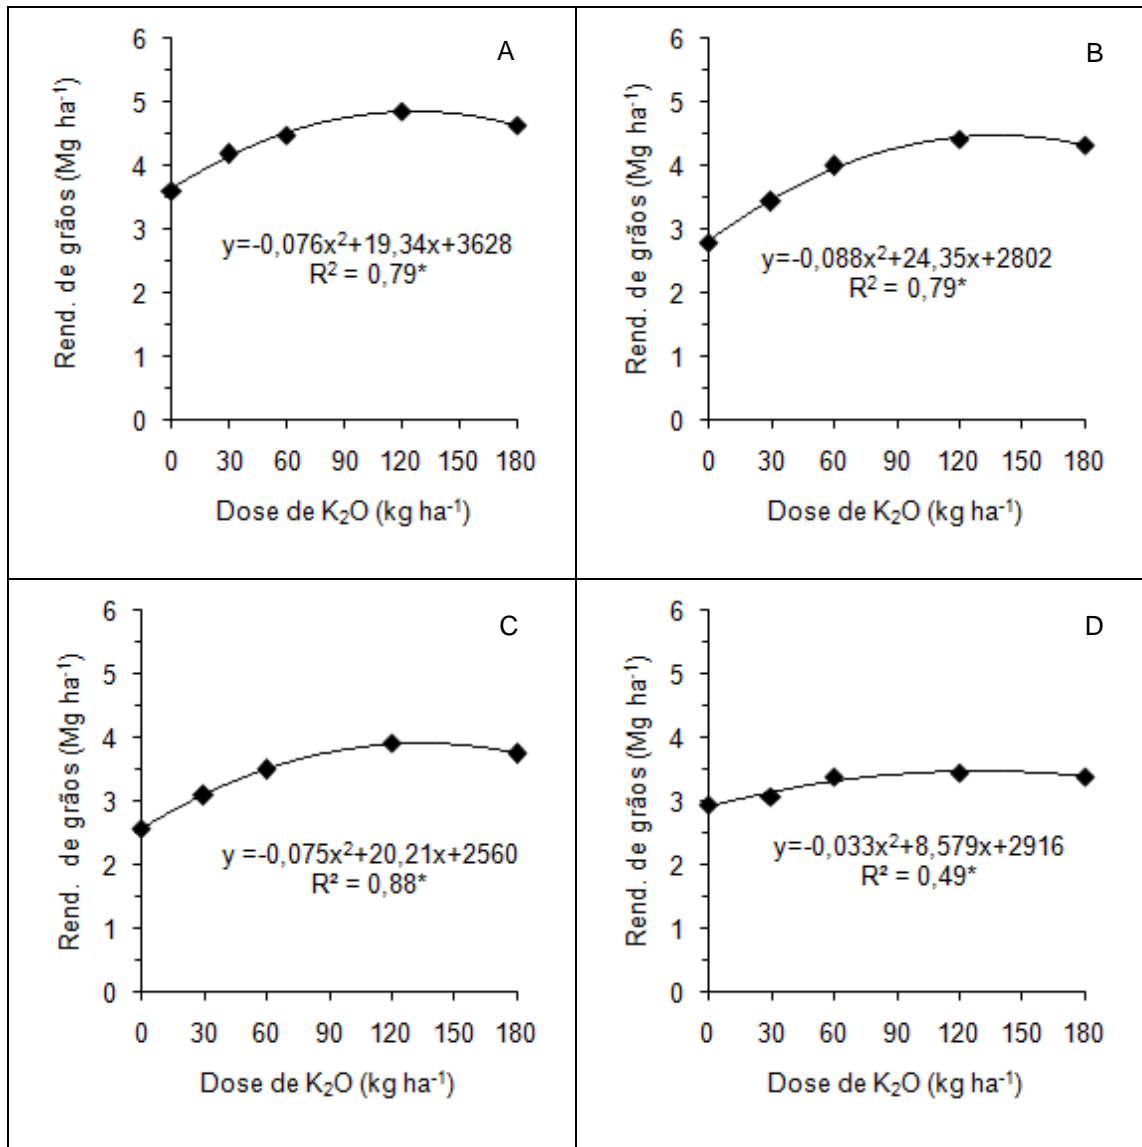 A
Rend. de grãos (Mg ha⁻¹)
6
5
4
3
2
1
0
y=-0,076x²+19,34x+3628
R² = 0,79*
0 30 60 90 120 150 180
Dose de K₂O (kg ha⁻¹)
B
Rend. de grãos (Mg ha⁻¹)
6
5
4
3
2
1
0
y=-0,088x²+24,35x+2802
R² = 0,79*
0 30 60 90 120 150 180
Dose de K₂O (kg ha⁻¹)
C
Rend. de grãos (Mg ha⁻¹)
6
5
4
3
2
1
0
y =-0,075x²+20,21x+2560
R² = 0,88*
0 30 60 90 120 150 180
Dose de K₂O (kg ha⁻¹)
D
Rend. de grãos (Mg ha⁻¹)
6
5
4
3
2
1
0
y=-0,033x²+8,579x+2916
R² = 0,49*
0 30 60 90 120 150 180
Dose de K₂O (kg ha⁻¹)